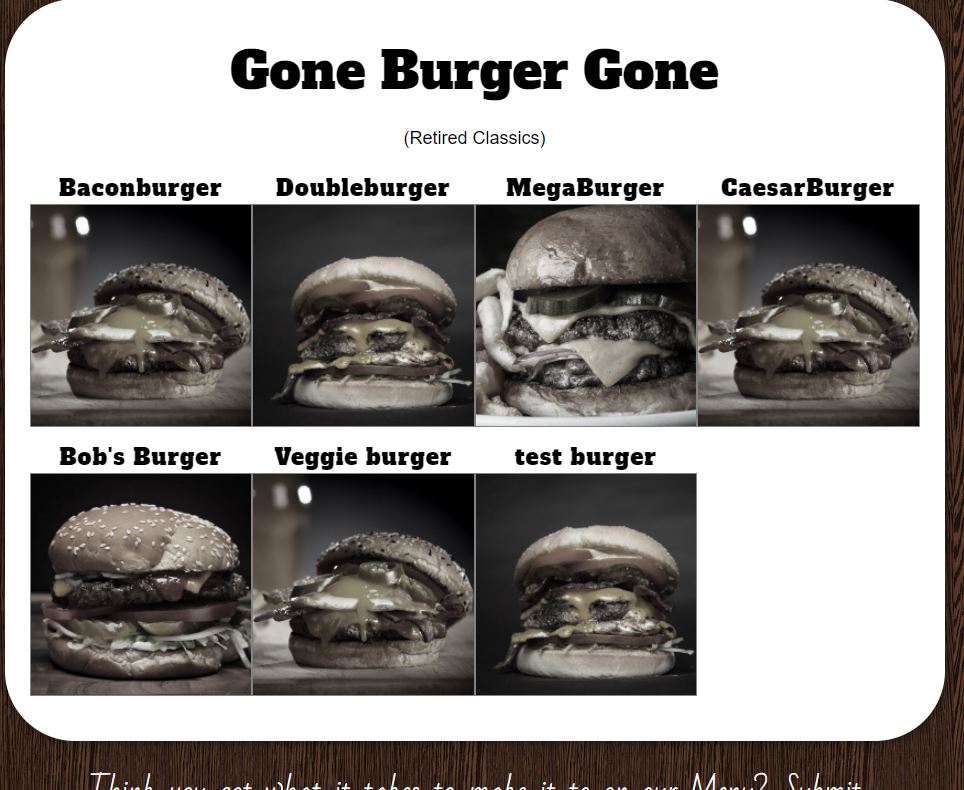 Gone Burger Gone
(Retired Classics)
Baconburger Doubleburger MegaBurger CaesarBurger
Bob's Burger Veggie burger test burger
Think you got what it takes to make it to on our Menu? Submit